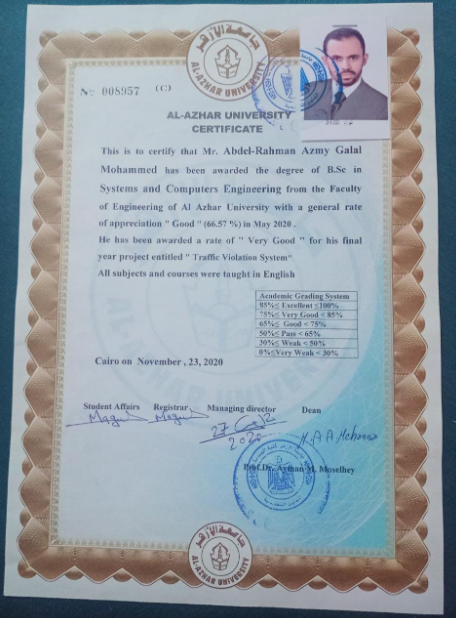 جامعة الأزهر
AL-AZHAR UNIVERSITY
Nº 008957 (C)
AL-AZHAR UNIVERSITY
CERTIFICATE
This is to certify that Mr. Abdel-Rahman Azmy Galal
Mohammed has been awarded the degree of B.Sc in
Systems and Computers Engineering from the Faculty
of Engineering of Al Azhar University with a general rate
of appreciation " Good " (66.57 %) in May 2020 .
He has been awarded a rate of " Very Good " for his final
year project entitled " Traffic Violation System"
All subjects and courses were taught in English
Academic Grading System
85%≤ Excellent ≤100%
75%≤ Very Good < 85%
65%≤ Good < 75%
50%≤ Pass < 65%
30%≤ Weak < 50%
0%≤Very Weak < 30%
Cairo on November , 23, 2020
Student Affairs Registrar Managing director Dean
27
2020
Prof.Dr. Ayman M. Moselhey
جامعة الأزهر
AL-AZHAR UNIVERSITY